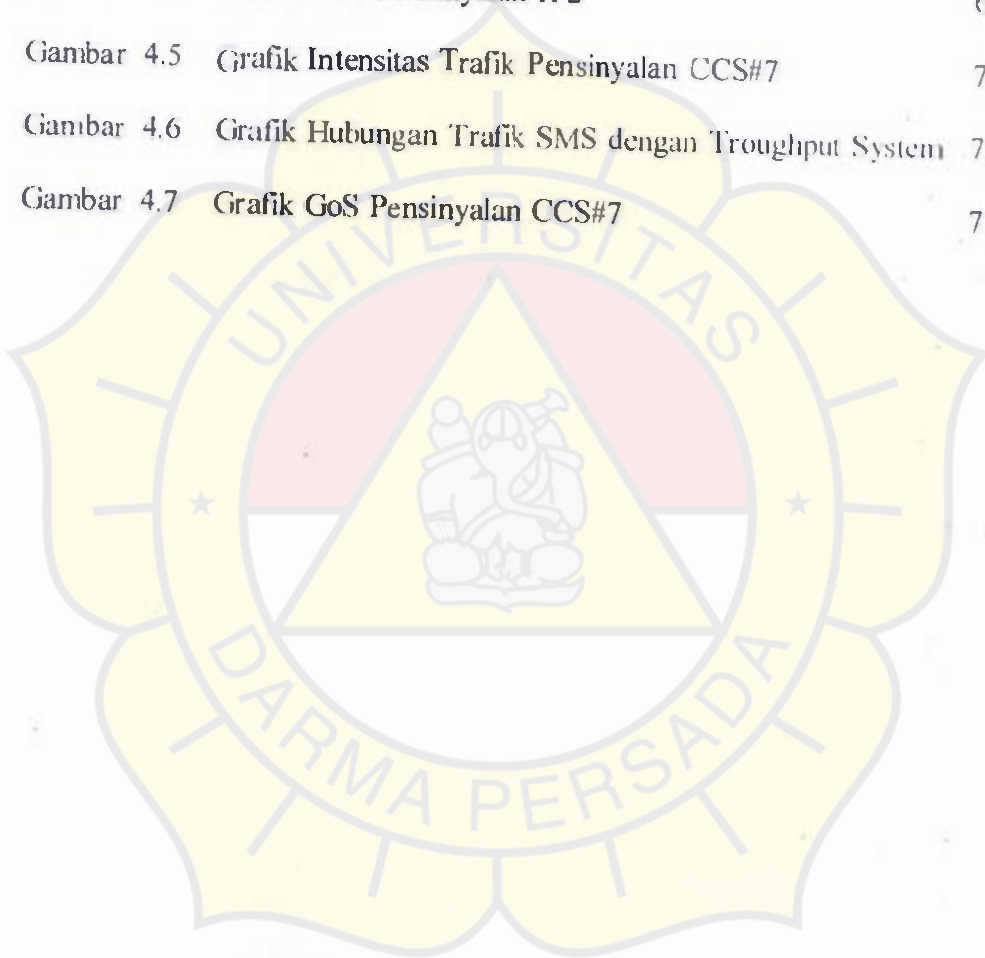 Gambar 4.5 Grafik Intensitas Trafik Pensinyalan CCS#7 7
Gambar 4.6 Grafik Hubungan Trafik SMS dengan Troughput System 7
Gambar 4.7 Grafik GoS Pensinyalan CCS#7 7
UNIVERSITAS
DARMA PERSADA